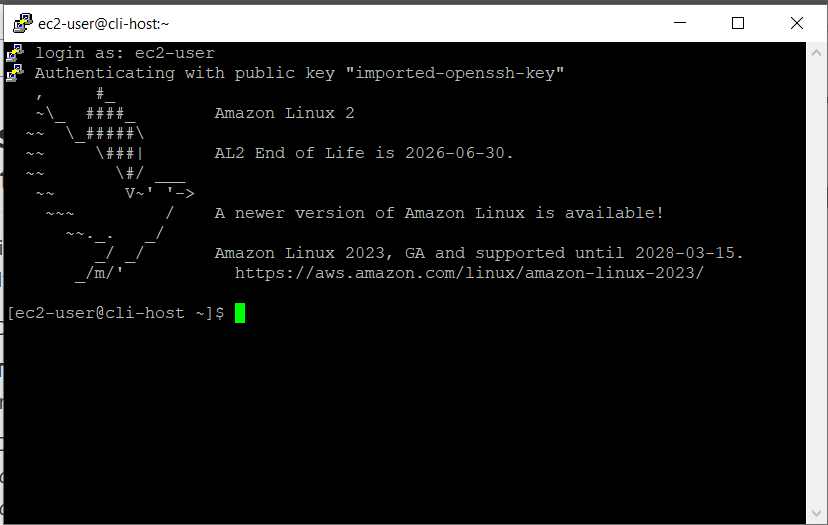 ec2-user@cli-host:~
login as: ec2-user
Authenticating with public key "imported-openssh-key"
   ,     #_
   ~\_  ####_        Amazon Linux 2
  ~~  \_#####\
  ~~     \###|       AL2 End of Life is 2026-06-30.
  ~~       \#/ ___
   ~~       V~' '->
    ~~~         /    A newer version of Amazon Linux is available!
      ~~._.   _/
         _/ _/       Amazon Linux 2023, GA and supported until 2028-03-15.
       _/m/'           https://aws.amazon.com/linux/amazon-linux-2023/
[ec2-user@cli-host ~]$